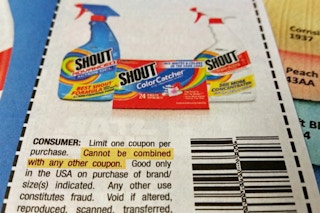 SHOUT
SHOUT
ColorCatcher
24
SHOUT
CONSUMER: Limit one coupon per
purchase. Cannot be combined
with any other coupon. Good only
in the USA on purchase of brand/
size(s) indicated. Any other use
constitutes fraud. Void if altered,
reproduced, scanned, transferred,
1937
Peach
43AA